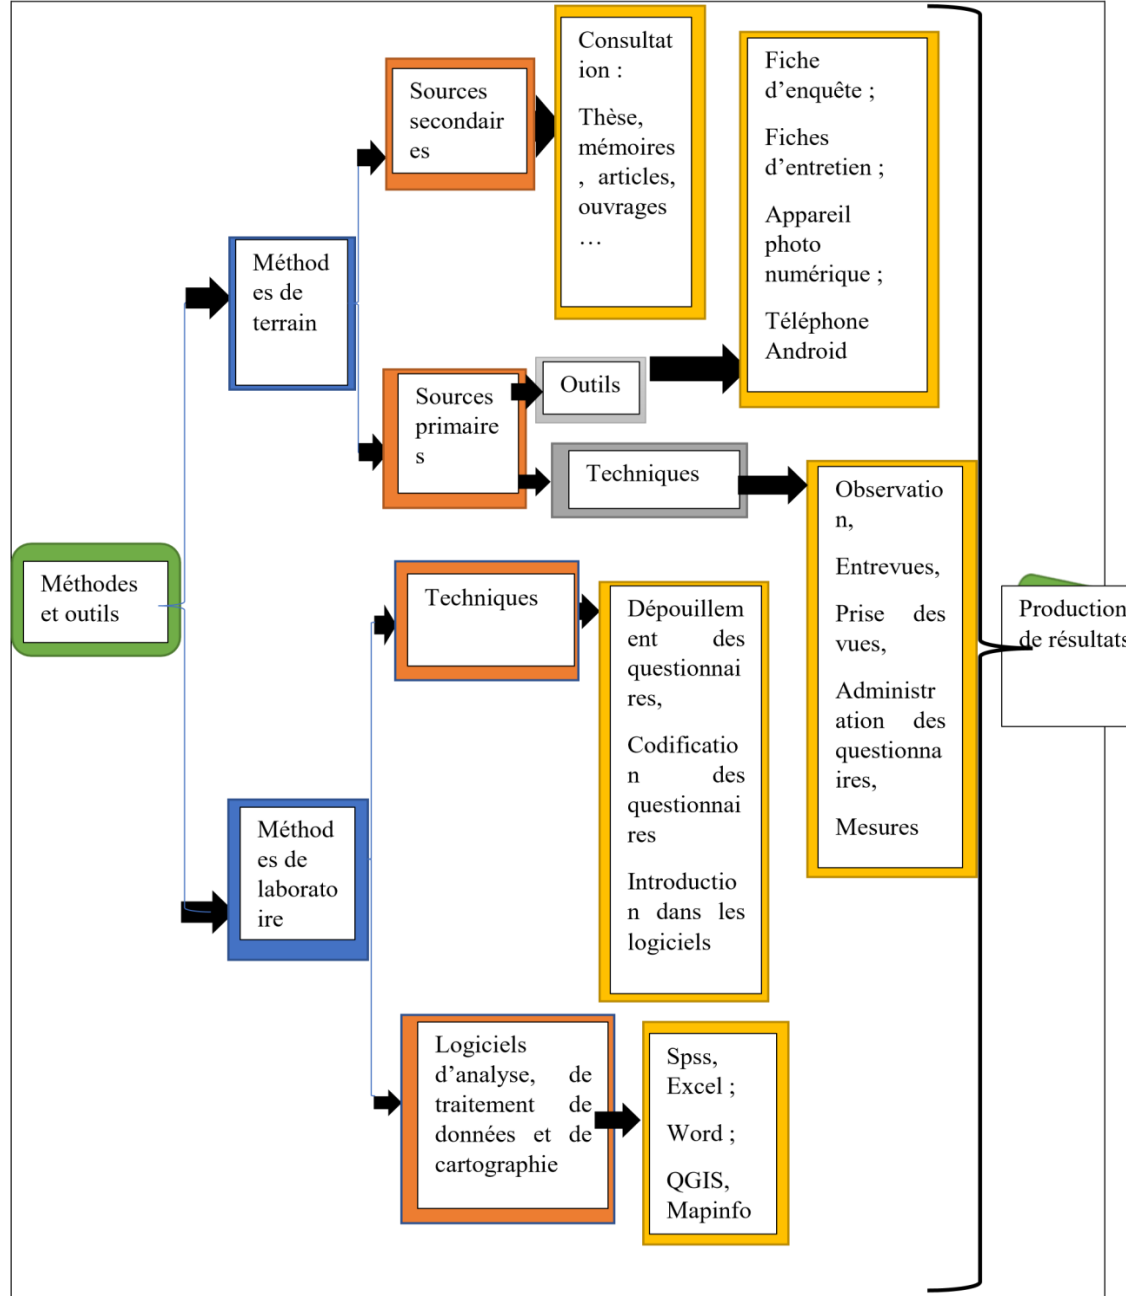 Consultat
ion :
Thèse,
mémoires
, articles,
ouvrages
…
Fiche
d’enquête ;
Fiches
d’entretien ;
Appareil
photo
numérique ;
Téléphone
Android
Sources
secondair
es
Méthod
es de
terrain
Sources
primaire
s
Outils
Techniques
Observatio
n,
Entrevues,
Prise des
vues,
Administr
ation des
questionna
ires,
Mesures
Méthodes
et outils
Techniques
Dépouillem
ent des
questionnai
res,
Codificatio
n des
questionnai
res
Introductio
n dans les
logiciels
Production
de résultats
Méthod
es de
laborato
ire
Logiciels
d’analyse, de
traitement de
données et de
cartographie
Spss,
Excel ;
Word ;
QGIS,
Mapinfo